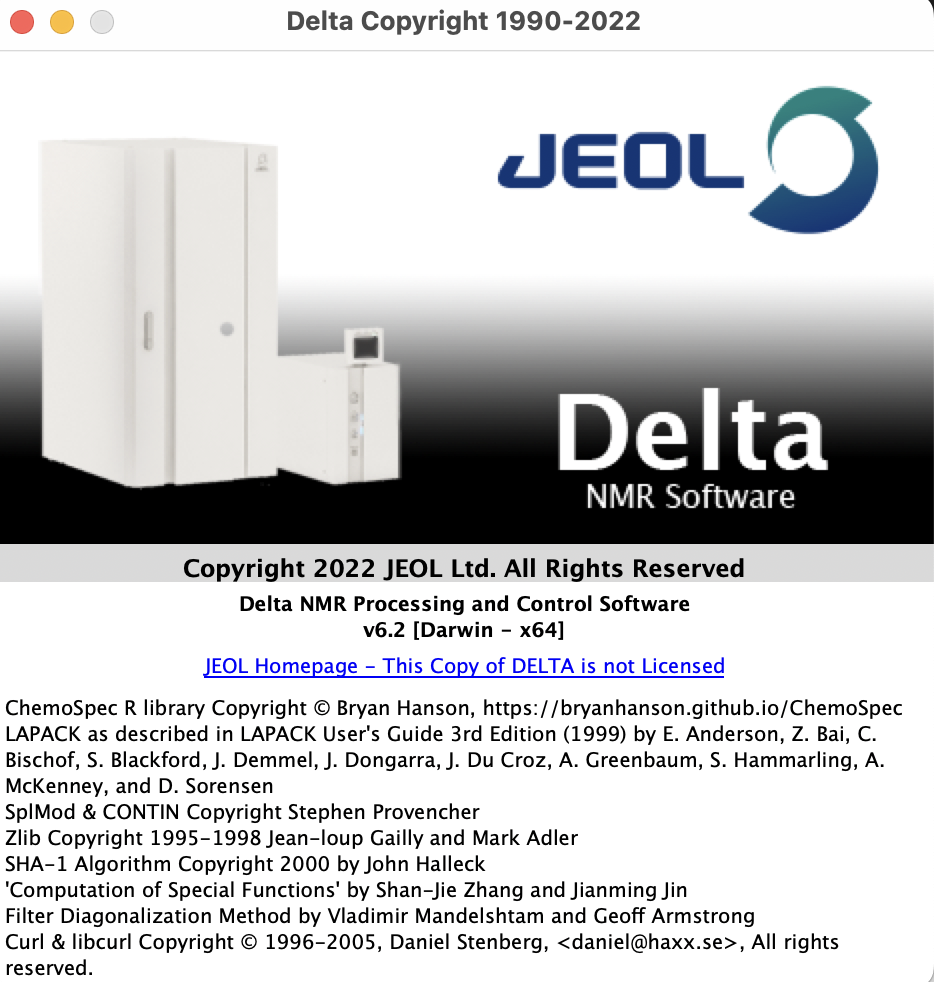 Delta Copyright 1990-2022
JEOL
Delta
NMR Software
Copyright 2022 JEOL Ltd. All Rights Reserved
Delta NMR Processing and Control Software
v6.2 [Darwin - x64]
JEOL Homepage - This Copy of DELTA is not Licensed
ChemoSpec R library Copyright © Bryan Hanson, https://bryanhanson.github.io/ChemoSpec
LAPACK as described in LAPACK User's Guide 3rd Edition (1999) by E. Anderson, Z. Bai, C.
Bischof, S. Blackford, J. Demmel, J. Dongarra, J. Du Croz, A. Greenbaum, S. Hammarling, A.
McKenney, and D. Sorensen
SplMod & CONTIN Copyright Stephen Provencher
Zlib Copyright 1995-1998 Jean-loup Gailly and Mark Adler
SHA-1 Algorithm Copyright 2000 by John Halleck
'Computation of Special Functions' by Shan-Jie Zhang and Jianming Jin
Filter Diagonalization Method by Vladimir Mandelshtam and Geoff Armstrong
Curl & libcurl Copyright © 1996-2005, Daniel Stenberg, <daniel@haxx.se>, All rights
reserved.